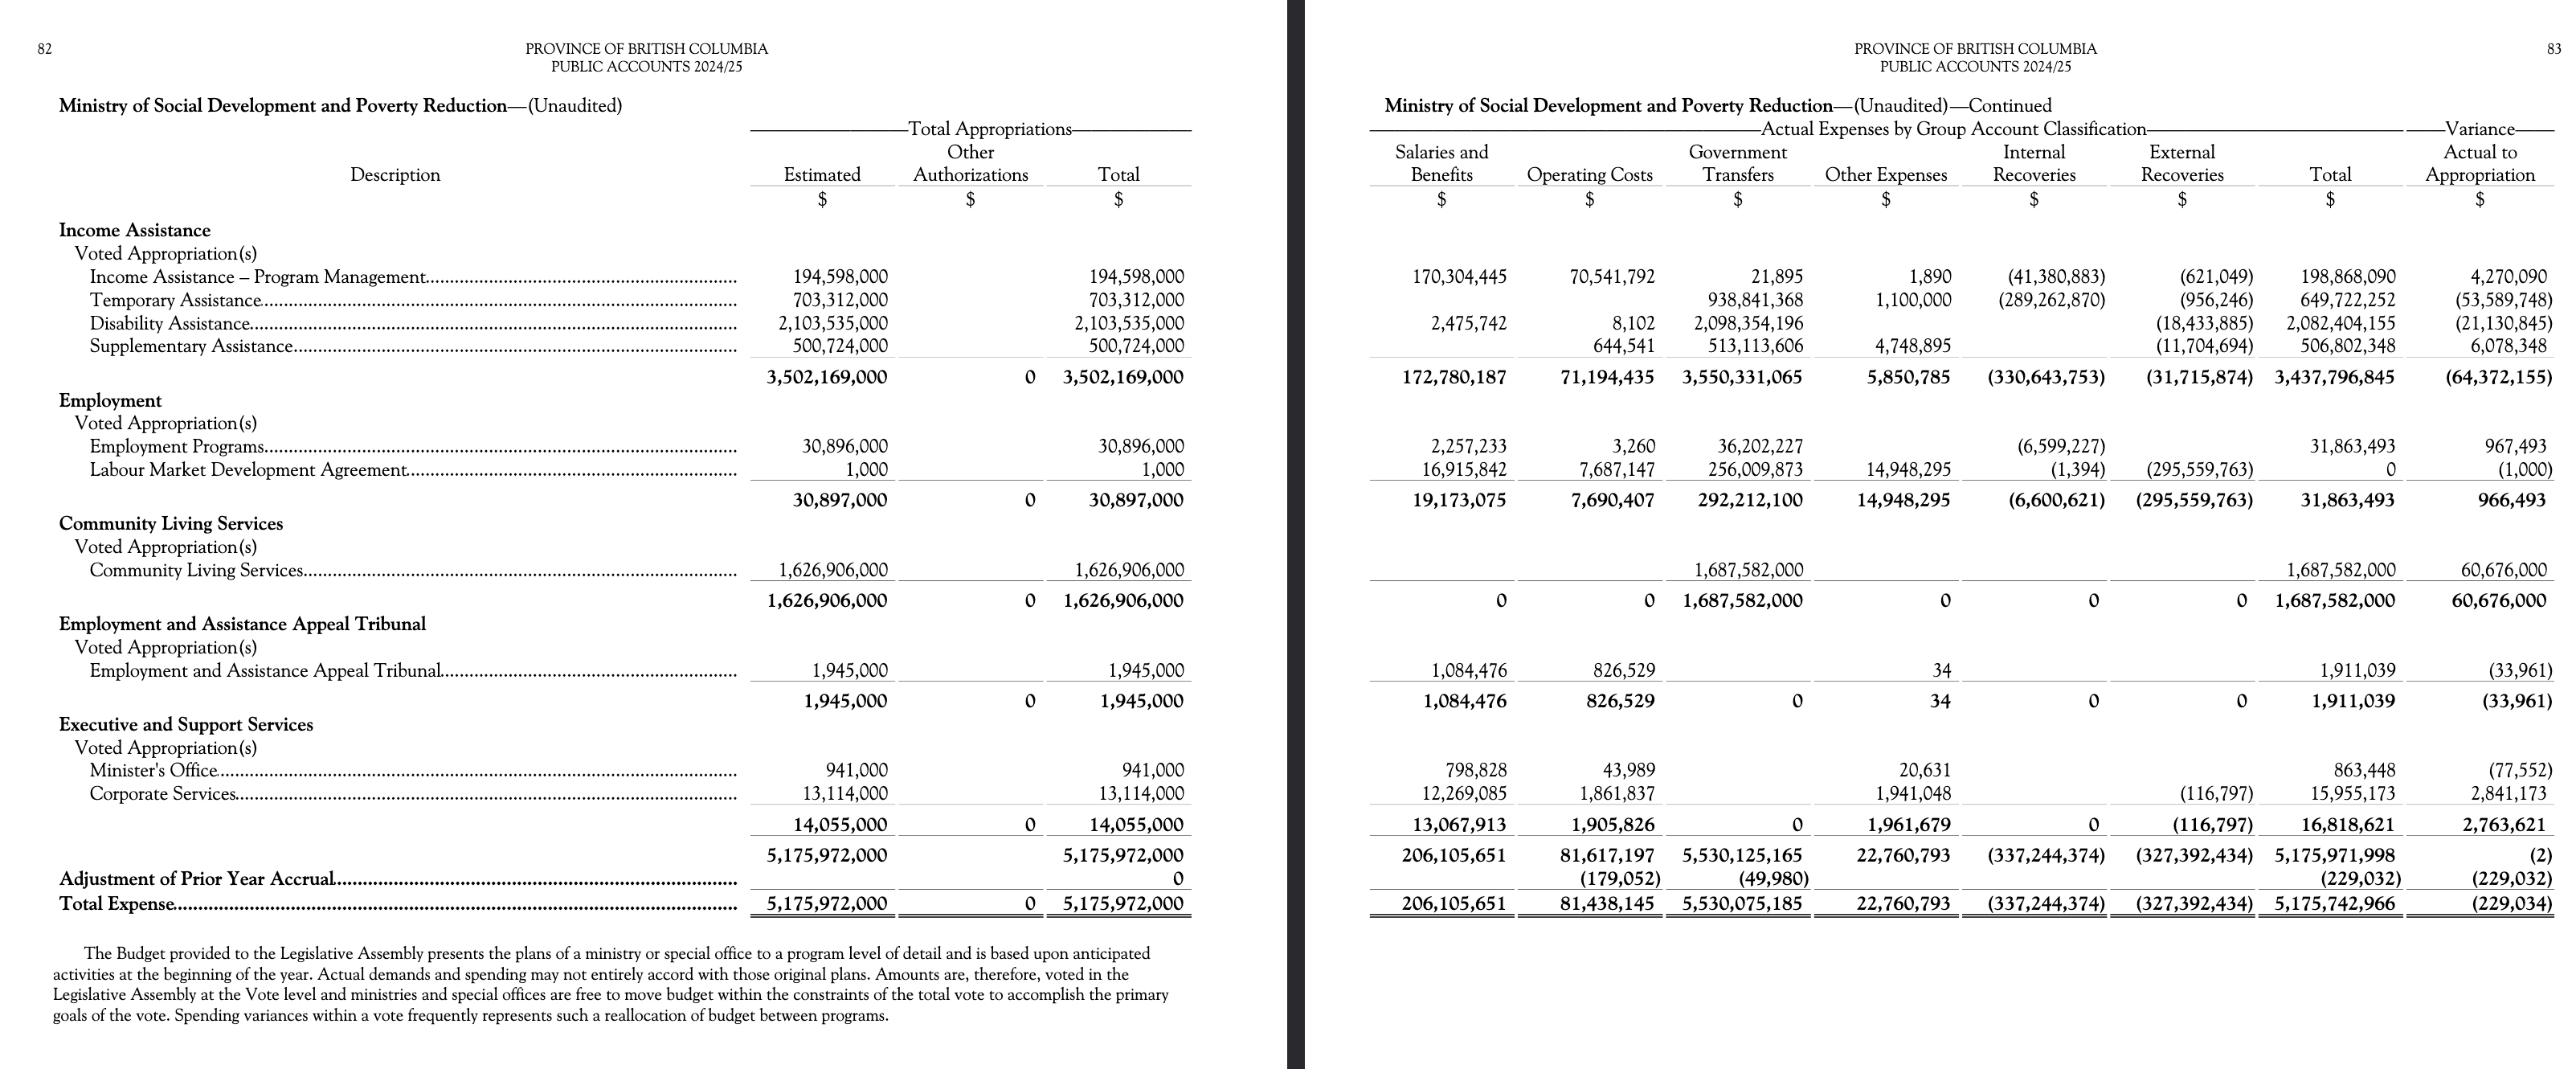 82
PROVINCE OF BRITISH COLUMBIA
PUBLIC ACCOUNTS 2024/25
Ministry of Social Development and Poverty Reduction—(Unaudited)
Total Appropriations
Other
Description Estimated Authorizations Total
$ $ $
Income Assistance
Voted Appropriation(s)
Income Assistance – Program Management 194,598,000 194,598,000
Temporary Assistance 703,312,000 703,312,000
Disability Assistance 2,103,535,000 2,103,535,000
Supplementary Assistance 500,724,000 500,724,000
3,502,169,000 0 3,502,169,000
Employment
Voted Appropriation(s)
Employment Programs 30,896,000 30,896,000
Labour Market Development Agreement 1,000 1,000
30,897,000 0 30,897,000
Community Living Services
Voted Appropriation(s)
Community Living Services 1,626,906,000 1,626,906,000
1,626,906,000 0 1,626,906,000
Employment and Assistance Appeal Tribunal
Voted Appropriation(s)
Employment and Assistance Appeal Tribunal 1,945,000 1,945,000
1,945,000 0 1,945,000
Executive and Support Services
Voted Appropriation(s)
Minister's Office 941,000 941,000
Corporate Services 13,114,000 13,114,000
14,055,000 0 14,055,000
5,175,972,000 5,175,972,000
Adjustment of Prior Year Accrual 0
Total Expense 5,175,972,000 0 5,175,972,000
The Budget provided to the Legislative Assembly presents the plans of a ministry or special office to a program level of detail and is based upon anticipated
activities at the beginning of the year. Actual demands and spending may not entirely accord with those original plans. Amounts are, therefore, voted in the
Legislative Assembly at the Vote level and ministries and special offices are free to move budget within the constraints of the total vote to accomplish the primary
goals of the vote. Spending variances within a vote frequently represents such a reallocation of budget between programs.
PROVINCE OF BRITISH COLUMBIA
PUBLIC ACCOUNTS 2024/25
83
Ministry of Social Development and Poverty Reduction—(Unaudited)—Continued
Actual Expenses by Group Account Classification Variance
Salaries and Government Internal External Actual to
Benefits Operating Costs Transfers Other Expenses Recoveries Recoveries Total Appropriation
$ $ $ $ $ $ $ $
170,304,445 70,541,792 21,895 1,890 (41,380,883) (621,049) 198,868,090 4,270,090
938,841,368 1,100,000 (289,262,870) (956,246) 649,722,252 (53,589,748)
2,475,742 8,102 2,098,354,196 (18,433,885) 2,082,404,155 (21,130,845)
644,541 513,113,606 4,748,895 (11,704,694) 506,802,348 6,078,348
172,780,187 71,194,435 3,550,331,065 5,850,785 (330,643,753) (31,715,874) 3,437,796,845 (64,372,155)
2,257,233 3,260 36,202,227 (6,599,227) 31,863,493 967,493
16,915,842 7,687,147 256,009,873 14,948,295 (1,394) (295,559,763) 0 (1,000)
19,173,075 7,690,407 292,212,100 14,948,295 (6,600,621) (295,559,763) 31,863,493 966,493
1,687,582,000 1,687,582,000 60,676,000
0 0 1,687,582,000 0 0 0 1,687,582,000 60,676,000
1,084,476 826,529 34 1,911,039 (33,961)
1,084,476 826,529 0 34 0 0 1,911,039 (33,961)
798,828 43,989 20,631 863,448 (77,552)
12,269,085 1,861,837 1,941,048 (116,797) 15,955,173 2,841,173
13,067,913 1,905,826 0 1,961,679 0 (116,797) 16,818,621 2,763,621
206,105,651 81,617,197 5,530,125,165 22,760,793 (337,244,374) (327,392,434) 5,175,971,998 (2)
(179,052) (49,980) (229,032) (229,032)
206,105,651 81,438,145 5,530,075,185 22,760,793 (337,244,374) (327,392,434) 5,175,742,966 (229,034)